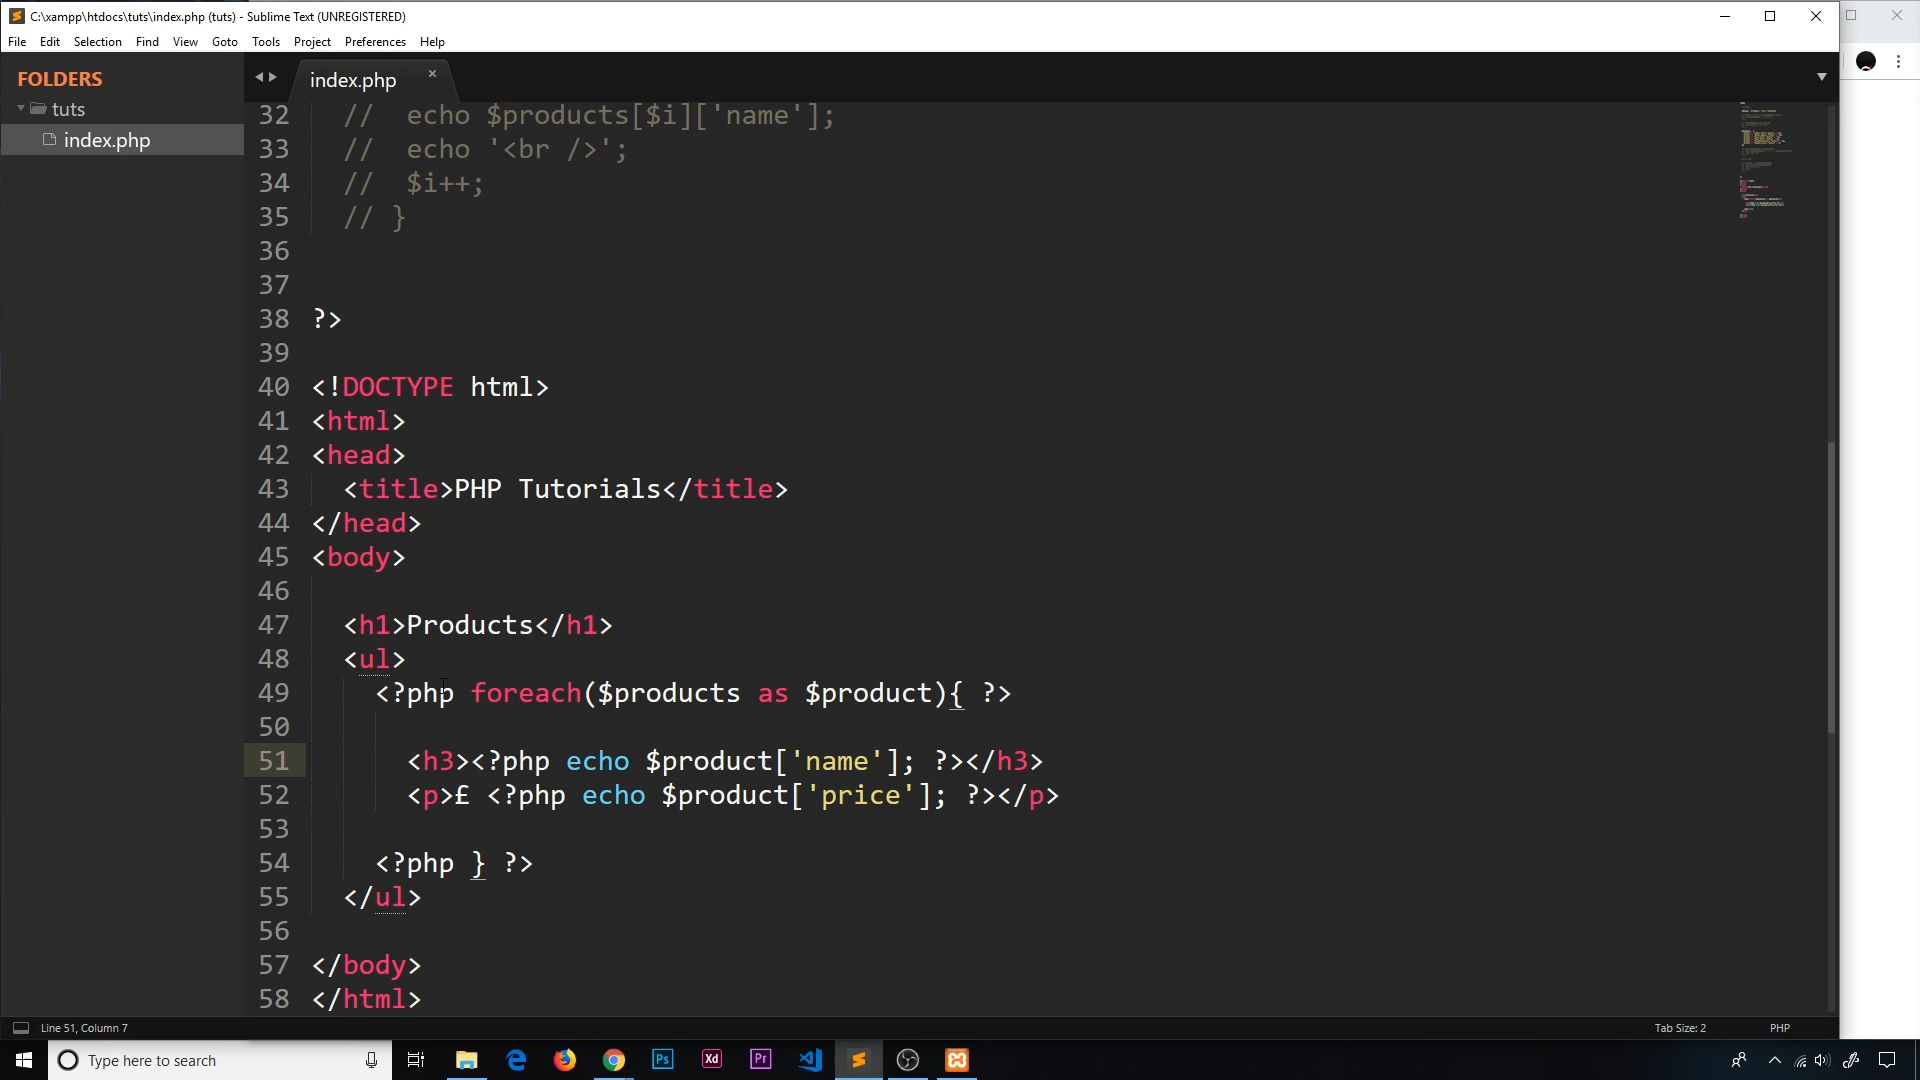 C:\xampp\htdocs\tuts\index.php (tuts) - Sublime Text (UNREGISTERED)
File Edit Selection Find View Goto Tools Project Preferences Help
FOLDERS
tuts
index.php
index.php
32 // echo $products[$i]['name'];
33 // echo '<br />';
34 // $i++;
35 // }
36
37
38 ?>
39
40 <!DOCTYPE html>
41 <html>
42 <head>
43 <title>PHP Tutorials</title>
44 </head>
45 <body>
46
47 <h1>Products</h1>
48 <ul>
49 <?php foreach($products as $product){ ?>
50
51 <h3><?php echo $product['name']; ?></h3>
52 <p>£ <?php echo $product['price']; ?></p>
53
54 <?php } ?>
55 </ul>
56
57 </body>
58 </html>
Line 51, Column 7
Tab Size: 2
PHP
Type here to search
Ps
Xd
Pr